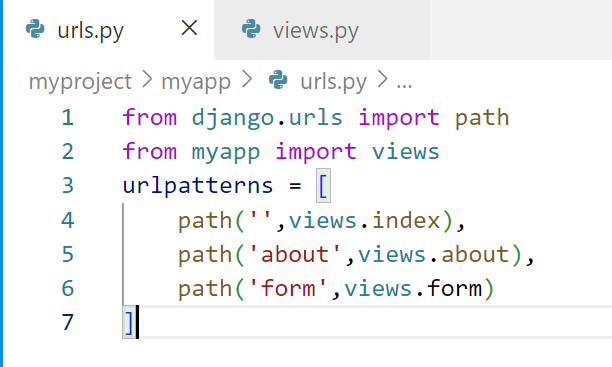 urls.py × views.py
myproject > myapp > urls.py > ...
1 from django.urls import path
2 from myapp import views
3 urlpatterns = [
4     path('',views.index),
5     path('about',views.about),
6     path('form',views.form)
7 ]